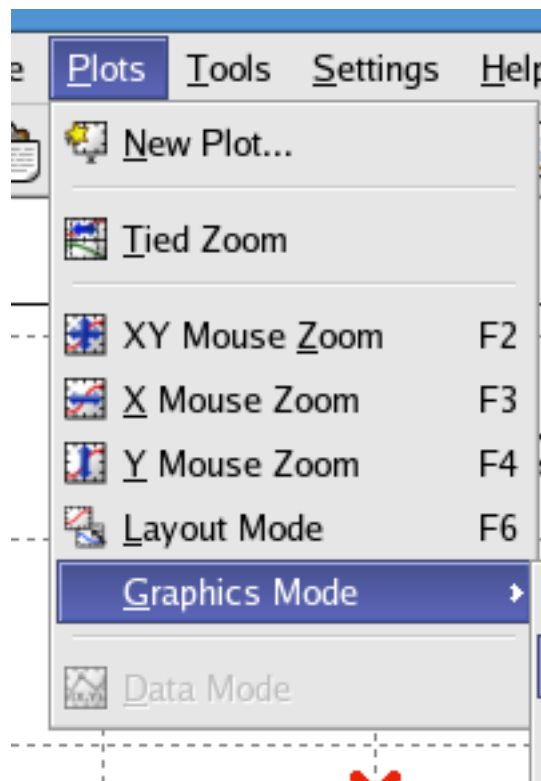 e Plots Tools Settings Help
New Plot...
Tied Zoom
XY Mouse Zoom F2
X Mouse Zoom F3
Y Mouse Zoom F4
Layout Mode F6
Graphics Mode
Data Mode